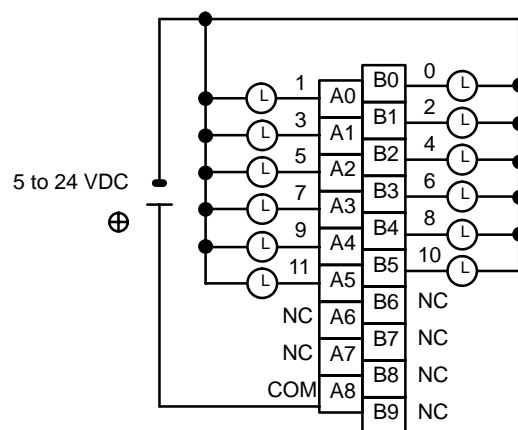 0
1 L A0 B0 L
2
3 L A1 B1 L
4
5 L A2 B2 L
6
5 to 24 VDC
7 L A3 B3 L
8
9 L A4 B4 L
10
11 L A5 B5 L
NC A6 B6 NC
NC A7 B7 NC
COM A8 B8 NC
B9 NC